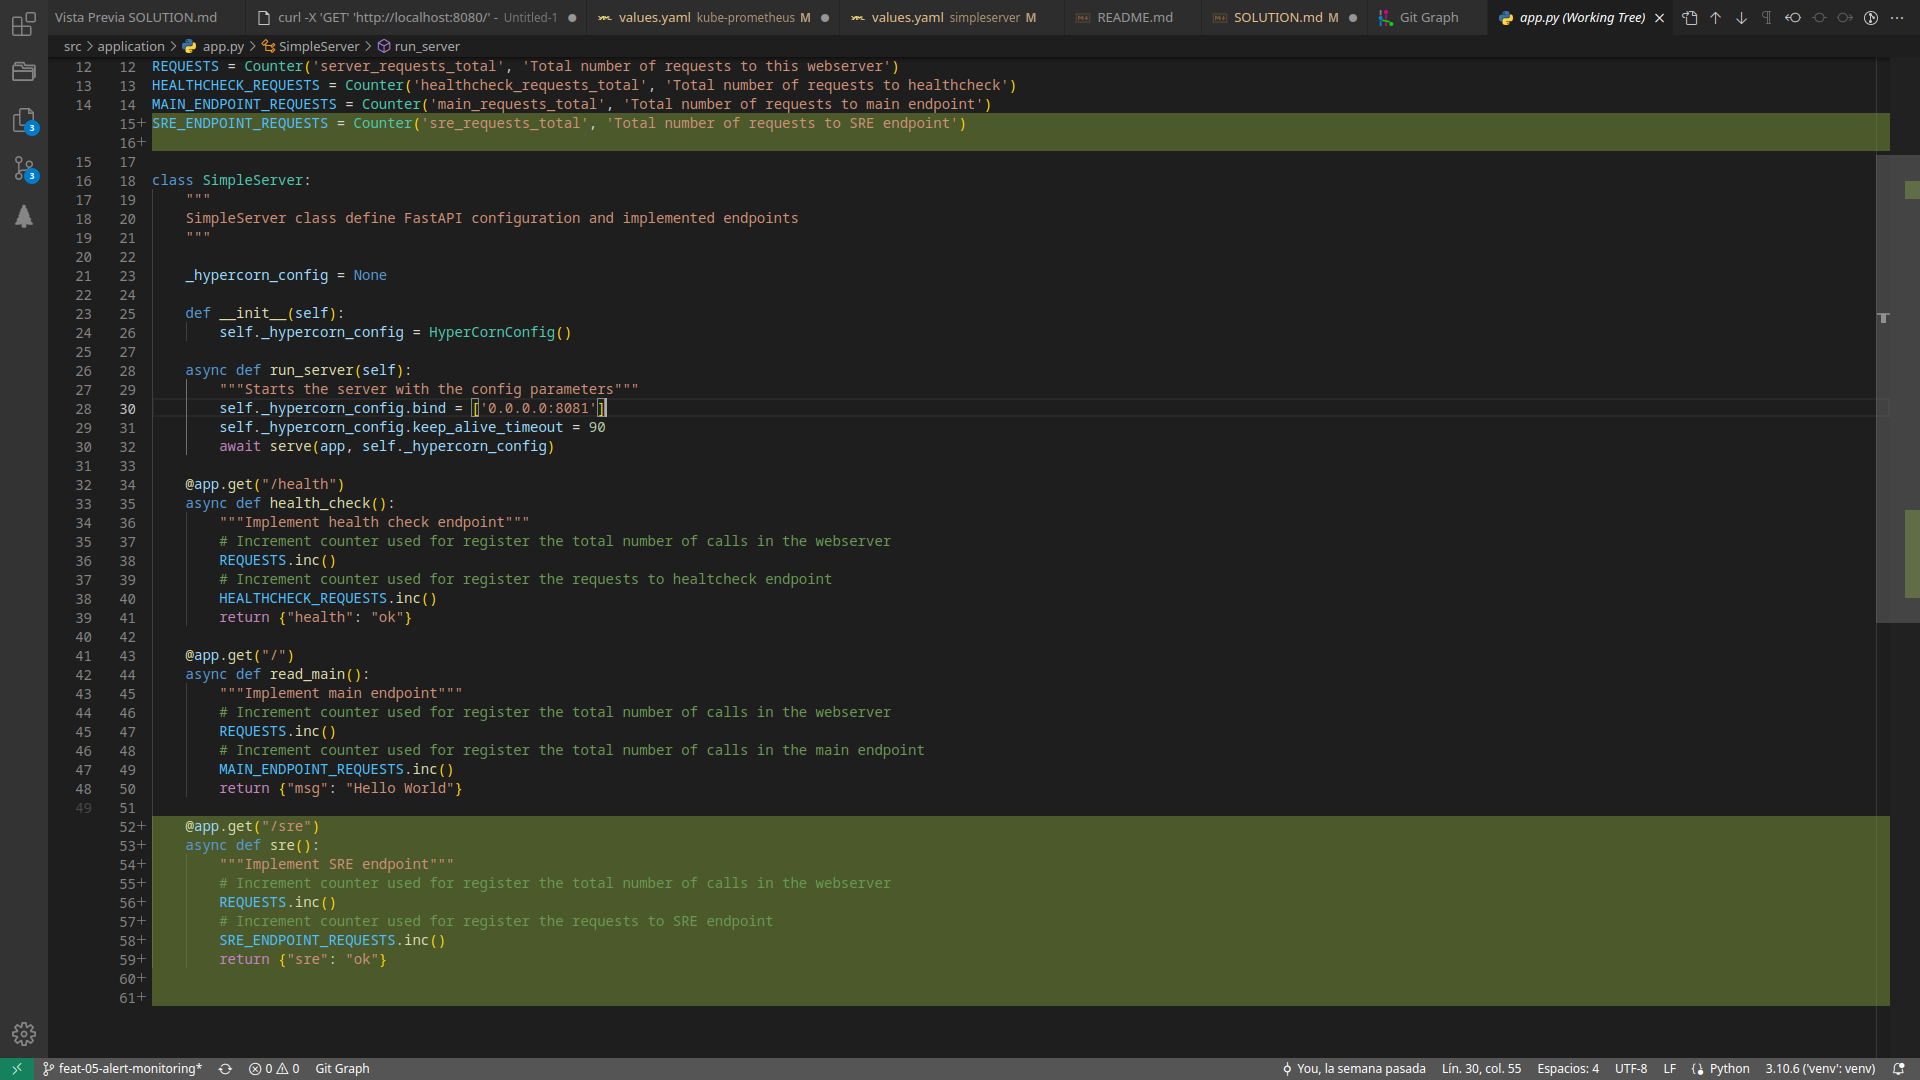 Vista Previa SOLUTION.md curl -X 'GET' 'http://localhost:8080/' - Untitled-1 values.yaml kube-prometheus M values.yaml simpleserver M README.md SOLUTION.md M Git Graph app.py (Working Tree)
src application app.py SimpleServer run_server
12 12 REQUESTS = Counter('server_requests_total', 'Total number of requests to this webserver')
13 13 HEALTHCHECK_REQUESTS = Counter('healthcheck_requests_total', 'Total number of requests to healthcheck')
14 14 MAIN_ENDPOINT_REQUESTS = Counter('main_requests_total', 'Total number of requests to main endpoint')
15+ SRE_ENDPOINT_REQUESTS = Counter('sre_requests_total', 'Total number of requests to SRE endpoint')
16+
15 17
16 18 class SimpleServer:
17 19 """
18 20 SimpleServer class define FastAPI configuration and implemented endpoints
19 21 """
20 22
21 23 _hypercorn_config = None
22 24
23 25 def __init__(self):
24 26 self._hypercorn_config = HyperCornConfig()
25 27
26 28 async def run_server(self):
27 29 """Starts the server with the config parameters"""
28 30 self._hypercorn_config.bind = ['0.0.0.0:8081']
29 31 self._hypercorn_config.keep_alive_timeout = 90
30 32 await serve(app, self._hypercorn_config)
31 33
32 34 @app.get("/health")
33 35 async def health_check():
34 36 """Implement health check endpoint"""
35 37 # Increment counter used for register the total number of calls in the webserver
36 38 REQUESTS.inc()
37 39 # Increment counter used for register the requests to healtcheck endpoint
38 40 HEALTHCHECK_REQUESTS.inc()
39 41 return {"health": "ok"}
40 42
41 43 @app.get("/")
42 44 async def read_main():
43 45 """Implement main endpoint"""
44 46 # Increment counter used for register the total number of calls in the webserver
45 47 REQUESTS.inc()
46 48 # Increment counter used for register the total number of calls in the main endpoint
47 49 MAIN_ENDPOINT_REQUESTS.inc()
48 50 return {"msg": "Hello World"}
49 51
52+ @app.get("/sre")
53+ async def sre():
54+ """Implement SRE endpoint"""
55+ # Increment counter used for register the total number of calls in the webserver
56+ REQUESTS.inc()
57+ # Increment counter used for register the requests to SRE endpoint
58+ SRE_ENDPOINT_REQUESTS.inc()
59+ return {"sre": "ok"}
60+
61+
3
3
feat-05-alert-monitoring* 0 0 Git Graph You, la semana pasada Lín. 30, col. 55 Espacios: 4 UTF-8 LF Python 3.10.6 ('venv': venv)